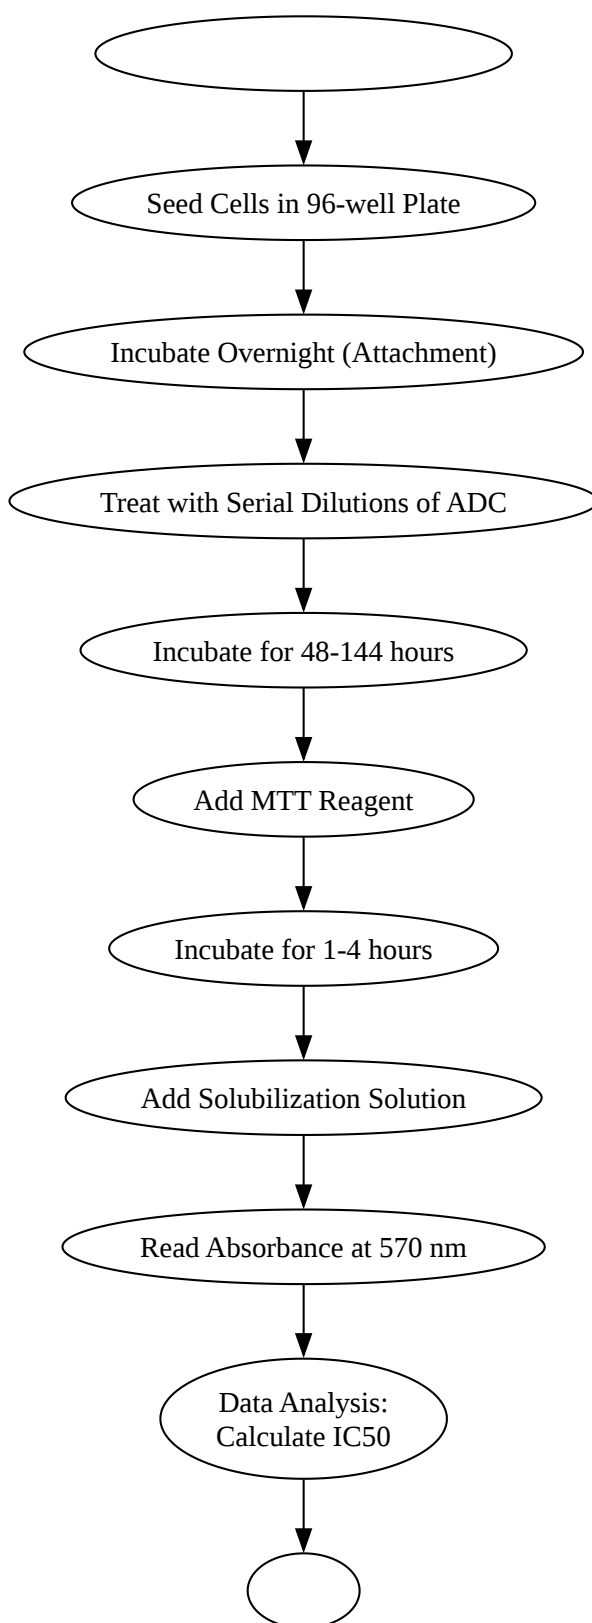 Seed Cells in 96-well Plate
Incubate Overnight (Attachment)
Treat with Serial Dilutions of ADC
Incubate for 48-144 hours
Add MTT Reagent
Incubate for 1-4 hours
Add Solubilization Solution
Read Absorbance at 570 nm
Data Analysis:
Calculate IC50